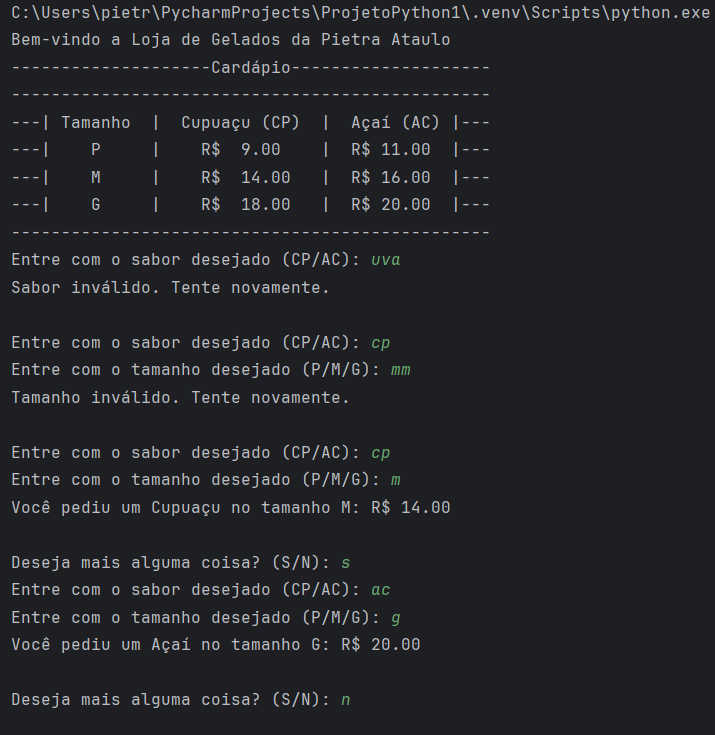 C:\Users\pietr\PycharmProjects\ProjetoPython1\.venv\Scripts\python.exe
Bem-vindo a Loja de Gelados da Pietra Ataulo
--------------------Cardápio--------------------
------------------------------------------------
---| Tamanho  |  Cupuaçu (CP)  |  Açaí (AC) |---
---|    P     |    R$  9.00    |  R$ 11.00  |---
---|    M     |    R$  14.00   |  R$ 16.00  |---
---|    G     |    R$  18.00   |  R$ 20.00  |---
------------------------------------------------
Entre com o sabor desejado (CP/AC): uva
Sabor inválido. Tente novamente.

Entre com o sabor desejado (CP/AC): cp
Entre com o tamanho desejado (P/M/G): mm
Tamanho inválido. Tente novamente.

Entre com o sabor desejado (CP/AC): cp
Entre com o tamanho desejado (P/M/G): m
Você pediu um Cupuaçu no tamanho M: R$ 14.00

Deseja mais alguma coisa? (S/N): s
Entre com o sabor desejado (CP/AC): ac
Entre com o tamanho desejado (P/M/G): g
Você pediu um Açaí no tamanho G: R$ 20.00

Deseja mais alguma coisa? (S/N): n